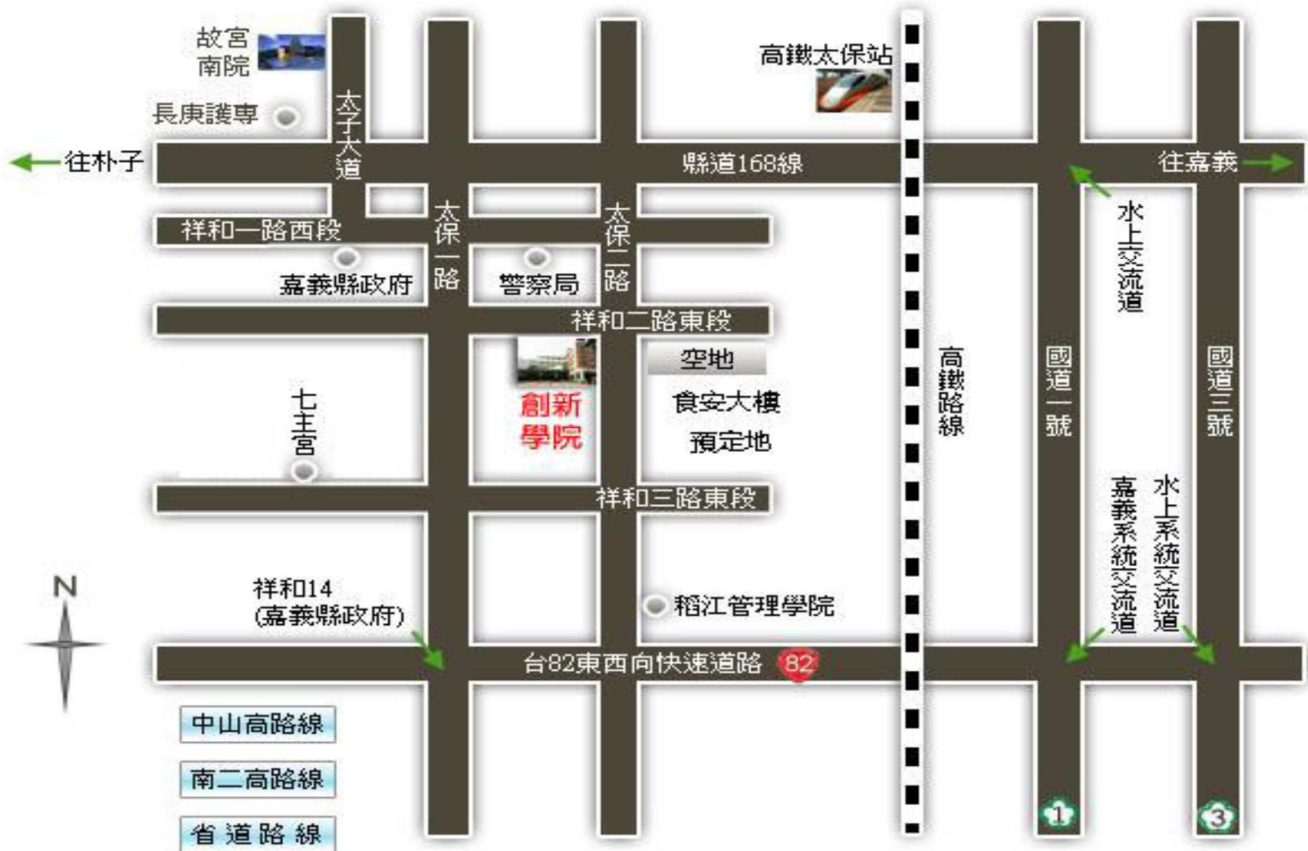 故宮
南院
高鐵太保站
長庚護專
太子大道
往朴子
縣道168線
往嘉義
祥和一路西段
太保一路
太保二路
水上交流道
嘉義縣政府
警察局
祥和二路東段
空地
高鐵路線
國道一號
國道三號
創新
學院
食安大樓
預定地
七主宮
祥和三路東段
嘉義系統交流道
水上系統交流道
N
祥和14
(嘉義縣政府)
稻江管理學院
台82東西向快速道路 82
中山高路線
南二高路線
省道路線
1
3